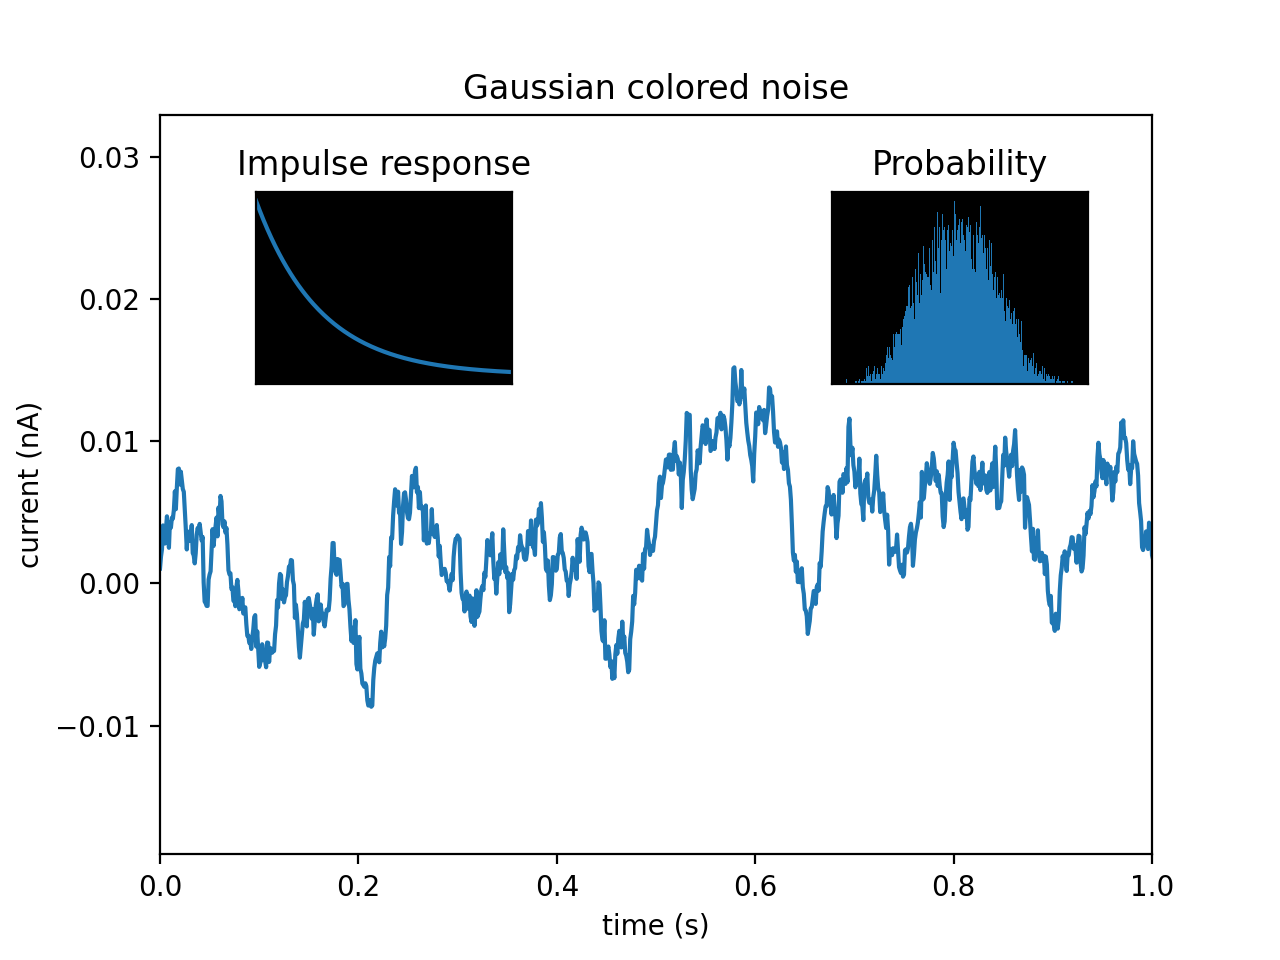 Gaussian colored noise
Impulse response
Probability
0.03
0.02
0.01
0.00
−0.01
current (nA)
0.0 0.2 0.4 0.6 0.8 1.0
time (s)